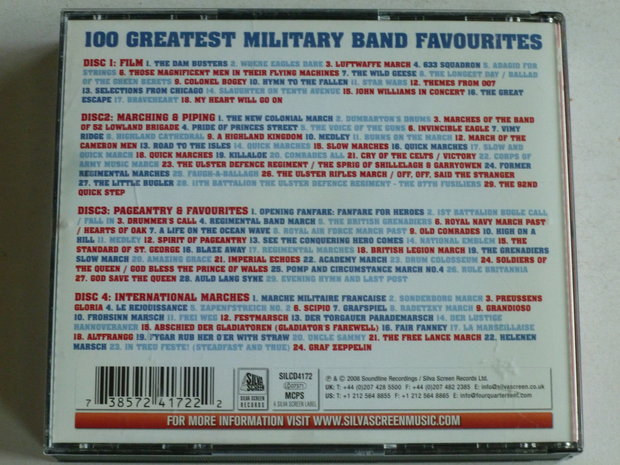 100 GREATEST MILITARY BAND FAVOURITES
DISC 1: FILM 1. THE DAM BUSTERS 2. WHERE EAGLES DARE 3. LUFTWAFFE MARCH 4. 633 SQUADRON 5. ADAGIO FOR
STRINGS 6. THOSE MAGNIFICENT MEN IN THEIR FLYING MACHINES 7. THE WILD GEESE 8. THE LONGEST DAY / BALLAD
OF THE GREEN BERETS 9. COLONEL BOGEY 10. HYMN TO THE FALLEN 11. STAR WARS 12. THEMES FROM 007
13. SELECTIONS FROM CHICAGO 14. SLAUGHTER ON TENTH AVENUE 15. JOHN WILLIAMS IN CONCERT 16. THE GREAT
ESCAPE 17. BRAVEHEART 18. MY HEART WILL GO ON
DISC2: MARCHING & PIPING 1. THE NEW COLONIAL MARCH 2. DUMBARTON'S DRUMS 3. MARCHES OF THE BAND
OF 52 LOWLAND BRIGADE 4. PRIDE OF PRINCES STREET 5. THE VOICE OF THE GUNS 6. INVINCIBLE EAGLE 7. VIMY
RIDGE 8. HIGHLAND CATHEDRAL 9. A HIGHLAND KINGDOM 10. MEDLEY 11. BUNNS ON THE MARCH 12. MARCH OF THE
CAMERON MEN 13. ROAD TO THE ISLES 14. QUICK MARCHES 15. SLOW MARCHES 16. QUICK MARCHES 17. SLOW AND
QUICK MARCH 18. QUICK MARCHES 19. KILLALOE 20. COMRADES ALL 21. CRY OF THE CELTS / VICTORY 22. CORPS OF
ARMY MUSIC MARCH 23. THE ULSTER DEFENCE REGIMENT / THE SPRIG OF SHILLELAGH & GARRYOWEN 24. FORMER
REGIMENTAL MARCHES 25. FAUGH-A-BALLAGH 26. THE ULSTER RIFLES MARCH / OFF, OFF, SAID THE STRANGER
27. THE LITTLE BUGLER 28. 11TH BATTALION THE ULSTER DEFENCE REGIMENT - THE 87TH FUSILIERS 29. THE 82ND
QUICK STEP
DISC3: PAGEANTRY & FAVOURITES 1. OPENING FANFARE: FANFARE FOR HEROES 2. 1ST BATTALION BUGLE CALL
/ FALL IN 3. DRUMMER'S CALL 4. REGIMENTAL BAND MARCH 5. THE BRITISH GRENADIERS 6. ROYAL NAVY MARCH PAST
/ HEARTS OF OAK 7. A LIFE ON THE OCEAN WAVE 8. ROYAL AIR FORCE MARCH PAST 9. OLD COMRADES 10. HIGH ON A
HILL 11. MEDLEY 12. SPIRIT OF PAGEANTRY 13. SEE THE CONQUERING HERO COMES 14. NATIONAL EMBLEM 15. THE
STANDARD OF ST. GEORGE 16. BLAZE AWAY 17. REGIMENTAL MARCHES 18. BRITISH LEGION MARCH 19. THE GRENADIERS
SLOW MARCH 20. AMAZING GRACE 21. IMPERIAL ECHOES 22. ACADEMY MARCH 23. DRUM COLOSSEUM 24. SOLDIERS OF
THE QUEEN / GOD BLESS THE PRINCE OF WALES 25. POMP AND CIRCUMSTANCE MARCH NO.4 26. RULE BRITANNIA
27. GOD SAVE THE QUEEN 28. AULD LANG SYNE 29. EVENING HYMN AND LAST POST
DISC 4: INTERNATIONAL MARCHES 1. MARCHE MILITAIRE FRANCAISE 2. SONDERBORG MARCH 3. PREUSSENS
GLORIA 4. LE REJOUISSANCE 5. ZAPFENSTREICH NO. 2 6. SCIPIO 7. GRAFSPIEL 8. RADETZKY MARCH 9. GRANDIOSO
10. FROHSINN MARSCH 11. FREI WEG 12. FESTMARSCH 13. DER TORGAUER PARADEMARSCH 14. DER LUSTIGE
HANNOVERANER 15. ABSCHIED DER GLADIATOREN (GLADIATOR'S FAREWELL) 16. FAIR FANNEY 17. LA MARSEILLAISE
18. ALTFRANGG 19. TYGAR RUB HER O'ER WITH STRAW 20. UNCLE SAMMY 21. THE FREE LANCE MARCH 22. HELENEN
MARSCH 23. IN TREU FESTE! (STEADFAST AND TRUE) 24. GRAF ZEPPELIN
7 38572 41722 2
SILVA SCREEN
SILVA SCREEN RECORDS
SILCD4172
MCPS
A SILVA SCREEN LABEL
℗ & © 2008 Soundline Recordings / Silva Screen Records Ltd.
UK: T: +44 (0)207 428 5500 F: +44 (0)207 482 2385 E: info@silvascreen.co.uk
US: T: +1 212 564 8855 F: +1 212 Email: info@fourquartersent.com
FOR MORE INFORMATION VISIT WWW.SILVASCREENMUSIC.COM